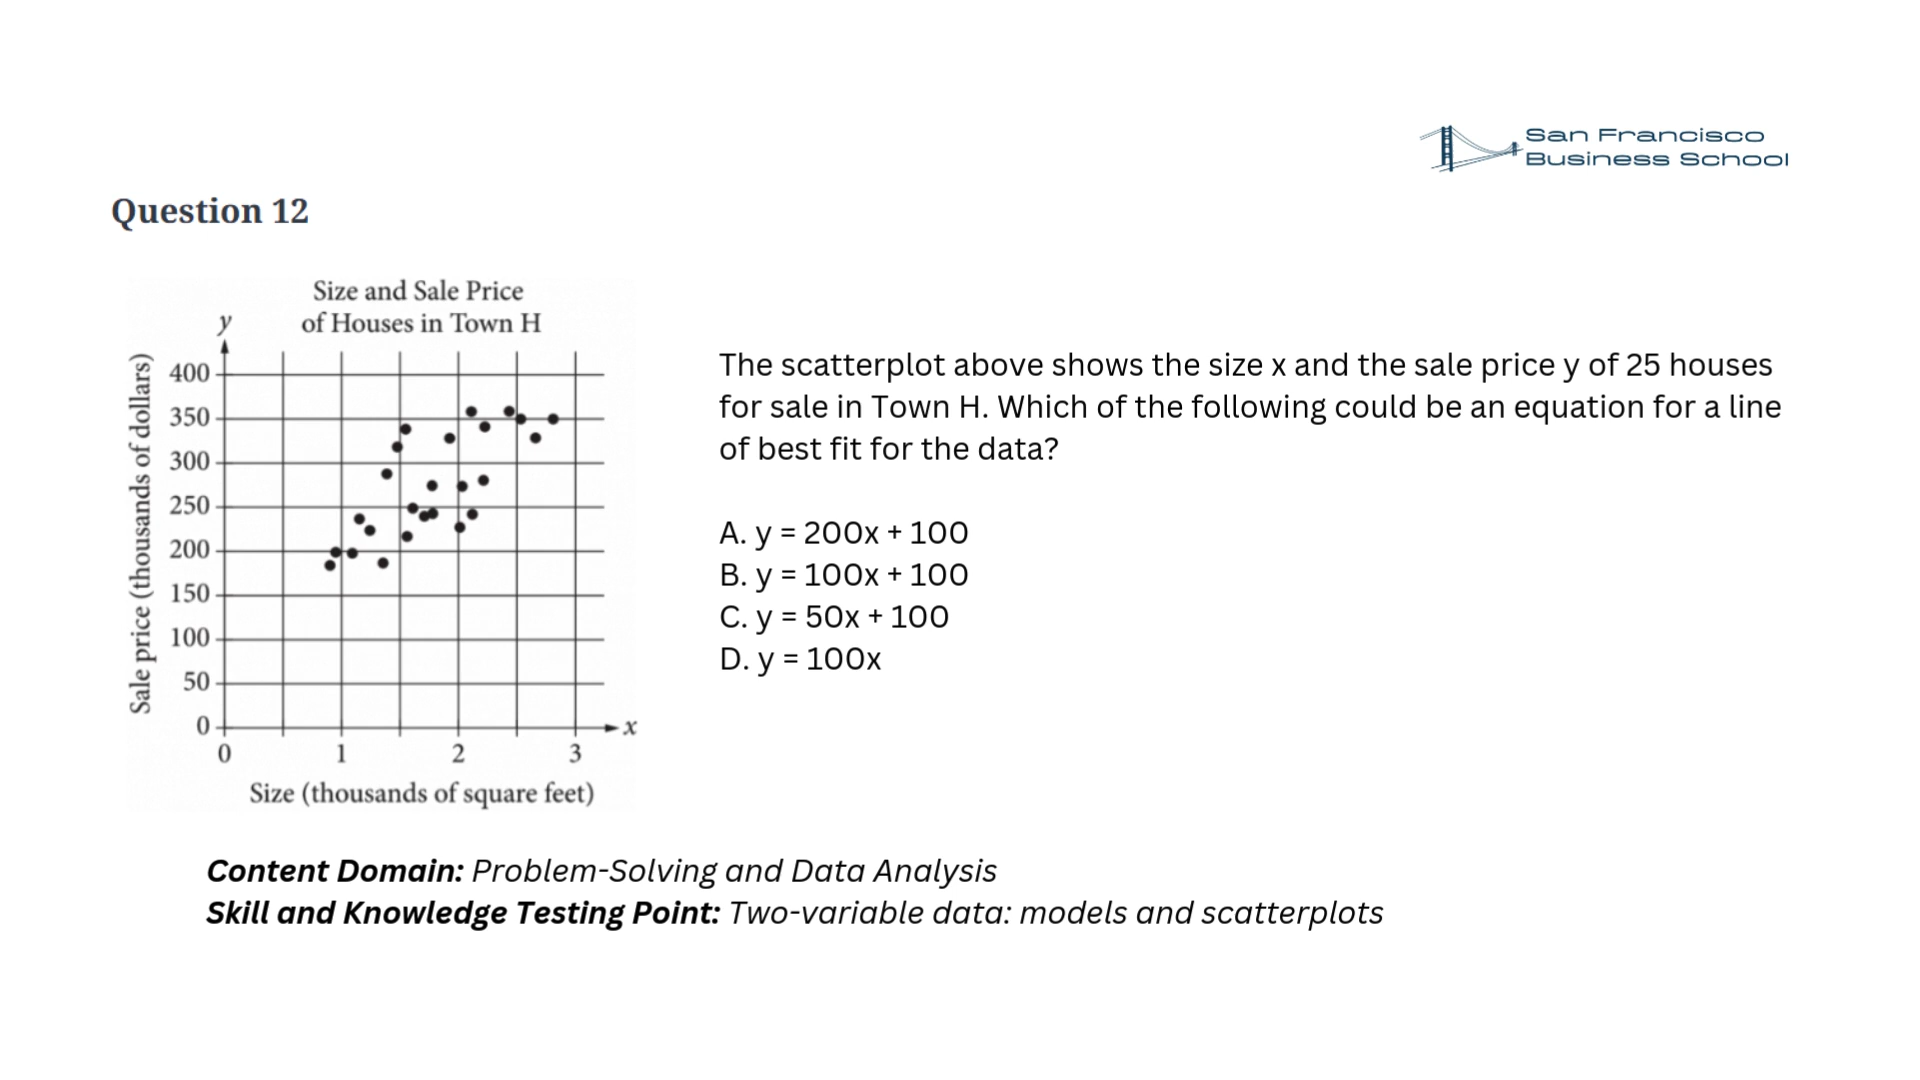 San Francisco
Business School
Question 12
Size and Sale Price
of Houses in Town H
y
Sale price (thousands of dollars)
400
350
300
250
200
150
100
50
0
x
0 1 2 3
Size (thousands of square feet)
The scatterplot above shows the size x and the sale price y of 25 houses
for sale in Town H. Which of the following could be an equation for a line
of best fit for the data?
A. y = 200x + 100
B. y = 100x + 100
C. y = 50x + 100
D. y = 100x
Content Domain: Problem-Solving and Data Analysis
Skill and Knowledge Testing Point: Two-variable data: models and scatterplots